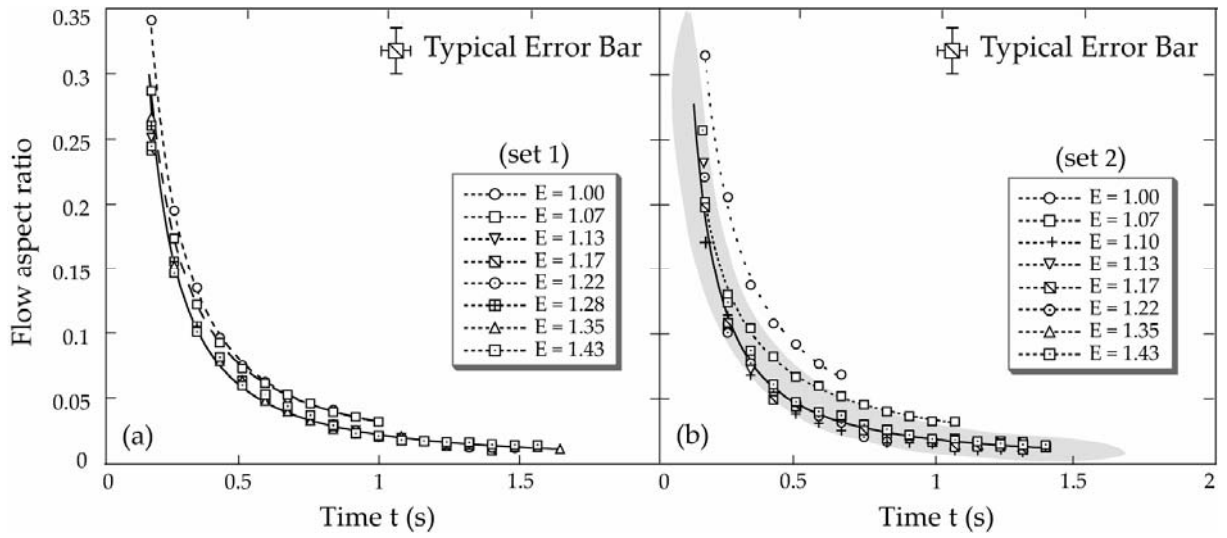 0.35
0.3
0.25
0.2
0.15
0.1
0.05
0
Flow aspect ratio
Typical Error Bar
(set 1)
E = 1.00
E = 1.07
E = 1.13
E = 1.17
E = 1.22
E = 1.28
E = 1.35
E = 1.43
(a)
0 0.5 1 1.5
Time t (s)
Typical Error Bar
(set 2)
E = 1.00
E = 1.07
E = 1.10
E = 1.13
E = 1.17
E = 1.22
E = 1.35
E = 1.43
(b)
0 0.5 1 1.5 2
Time t (s)